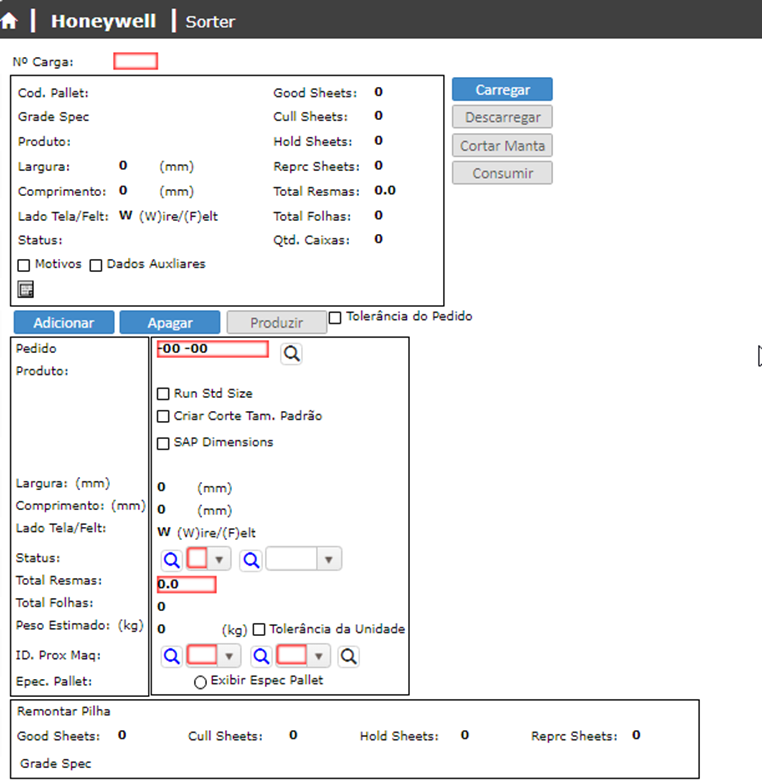 Honeywell Sorter
Nº Carga:
Cod. Pallet: Good Sheets: 0
Grade Spec Cull Sheets: 0
Produto: Hold Sheets: 0
Largura: 0 (mm) Reprc Sheets: 0
Comprimento: 0 (mm) Total Resmas: 0.0
Lado Tela/Felt: W (W)ire/(F)elt Total Folhas: 0
Status: Qtd. Caixas: 0
Motivos Dados Auxliares
Carregar
Descarregar
Cortar Manta
Consumir
Adicionar Apagar Produzir Tolerância do Pedido
Pedido -00 -00
Produto:
Run Std Size
Criar Corte Tam. Padrão
SAP Dimensions
Largura: (mm) 0 (mm)
Comprimento: (mm) 0 (mm)
Lado Tela/Felt: W (W)ire/(F)elt
Status:
Total Resmas: 0.0
Total Folhas: 0
Peso Estimado: (kg) 0 (kg) Tolerância da Unidade
ID. Prox Maq:
Epec. Pallet: Exibir Espec Pallet
Remontar Pilha
Good Sheets: 0 Cull Sheets: 0 Hold Sheets: 0 Reprc Sheets: 0
Grade Spec